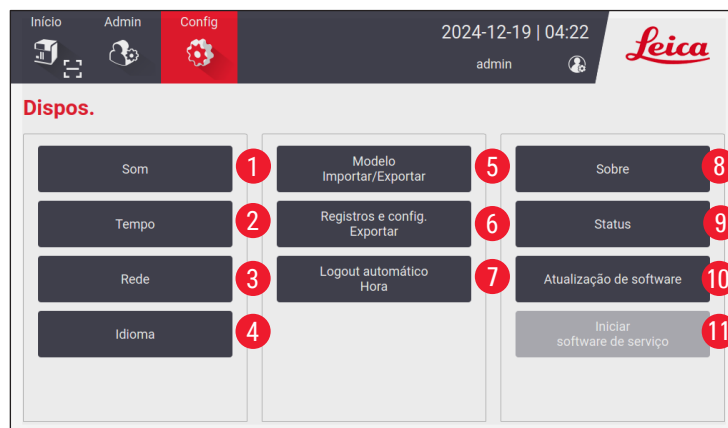 Início
Admin
Config
2024-12-19 | 04:22
admin
Leica
Dispos.
Som
1
Tempo
2
Rede
3
Idioma
4
Modelo
Importar/Exportar
5
Registros e config.
Exportar
6
Logout automático
Hora
7
Sobre
8
Status
9
Atualização de software
10
Iniciar
software de serviço
11